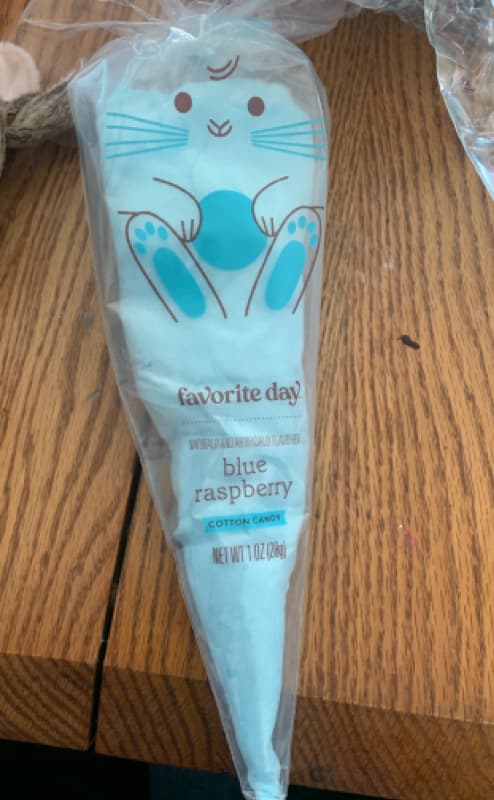 favorite day
NATURALLY AND ARTIFICIALLY FLAVORED
blue
raspberry
COTTON CANDY
NET WT 1 OZ (28g)